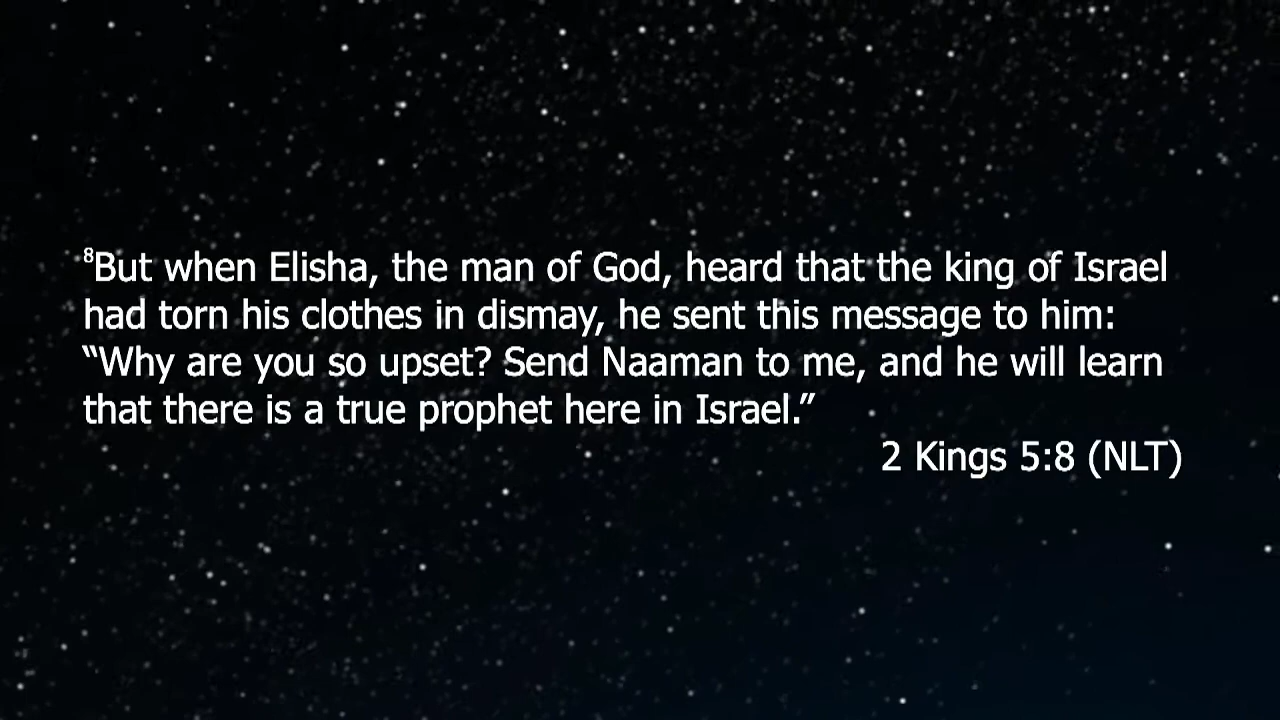 ⁸But when Elisha, the man of God, heard that the king of Israel
had torn his clothes in dismay, he sent this message to him:
“Why are you so upset? Send Naaman to me, and he will learn
that there is a true prophet here in Israel.”
2 Kings 5:8 (NLT)